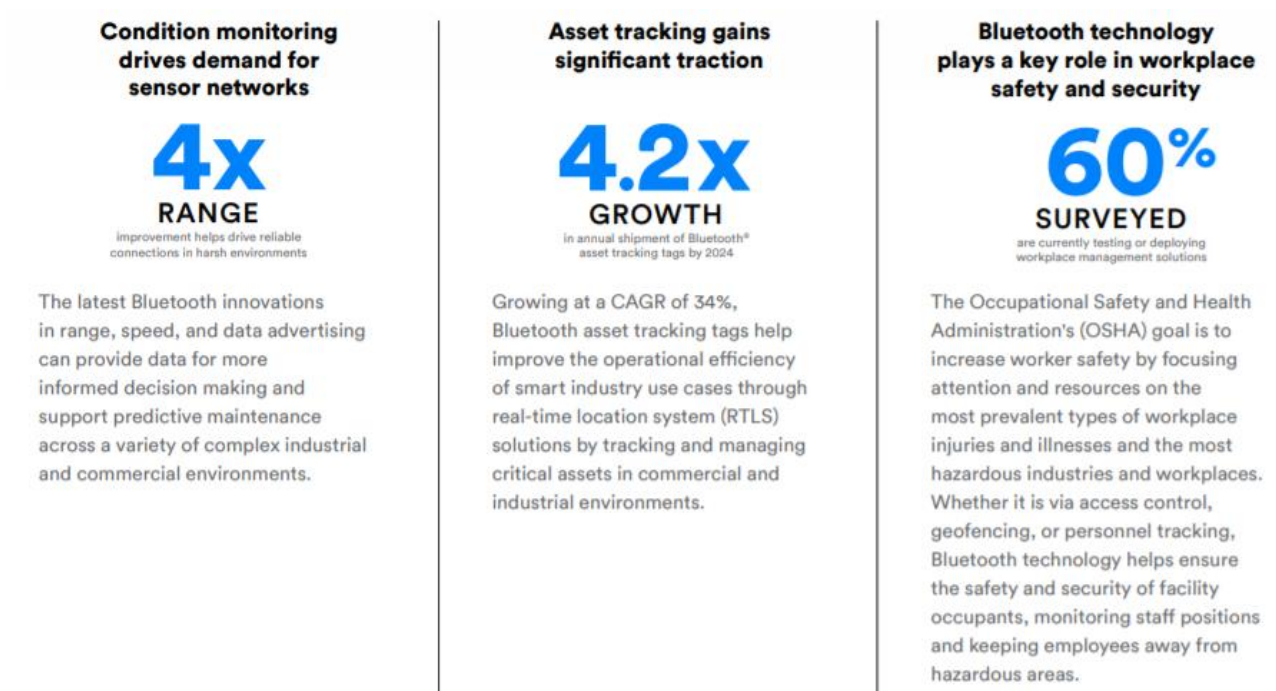 Condition monitoring
drives demand for
sensor networks
4x
RANGE
improvement helps drive reliable
connections in harsh environments
The latest Bluetooth innovations
in range, speed, and data advertising
can provide data for more
informed decision making and
support predictive maintenance
across a variety of complex industrial
and commercial environments.
Asset tracking gains
significant traction
4.2x
GROWTH
in annual shipment of Bluetooth®
asset tracking tags by 2024
Growing at a CAGR of 34%,
Bluetooth asset tracking tags help
improve the operational efficiency
of smart industry use cases through
real-time location system (RTLS)
solutions by tracking and managing
critical assets in commercial and
industrial environments.
Bluetooth technology
plays a key role in workplace
safety and security
60%
SURVEYED
are currently testing or deploying
workplace management solutions
The Occupational Safety and Health
Administration's (OSHA) goal is to
increase worker safety by focusing
attention and resources on the
most prevalent types of workplace
injuries and illnesses and the most
hazardous industries and workplaces.
Whether it is via access control,
geofencing, or personnel tracking,
Bluetooth technology helps ensure
the safety and security of facility
occupants, monitoring staff positions
and keeping employees away from
hazardous areas.